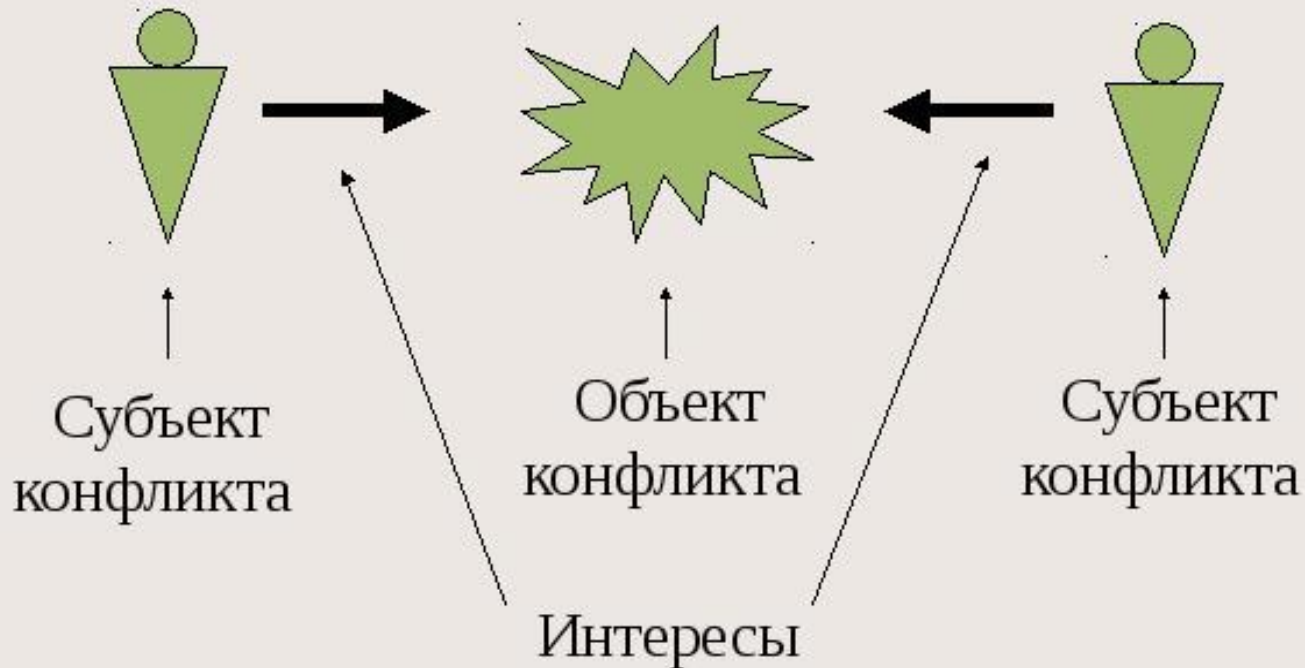 Субъект
конфликта
Объект
конфликта
Субъект
конфликта
Интересы